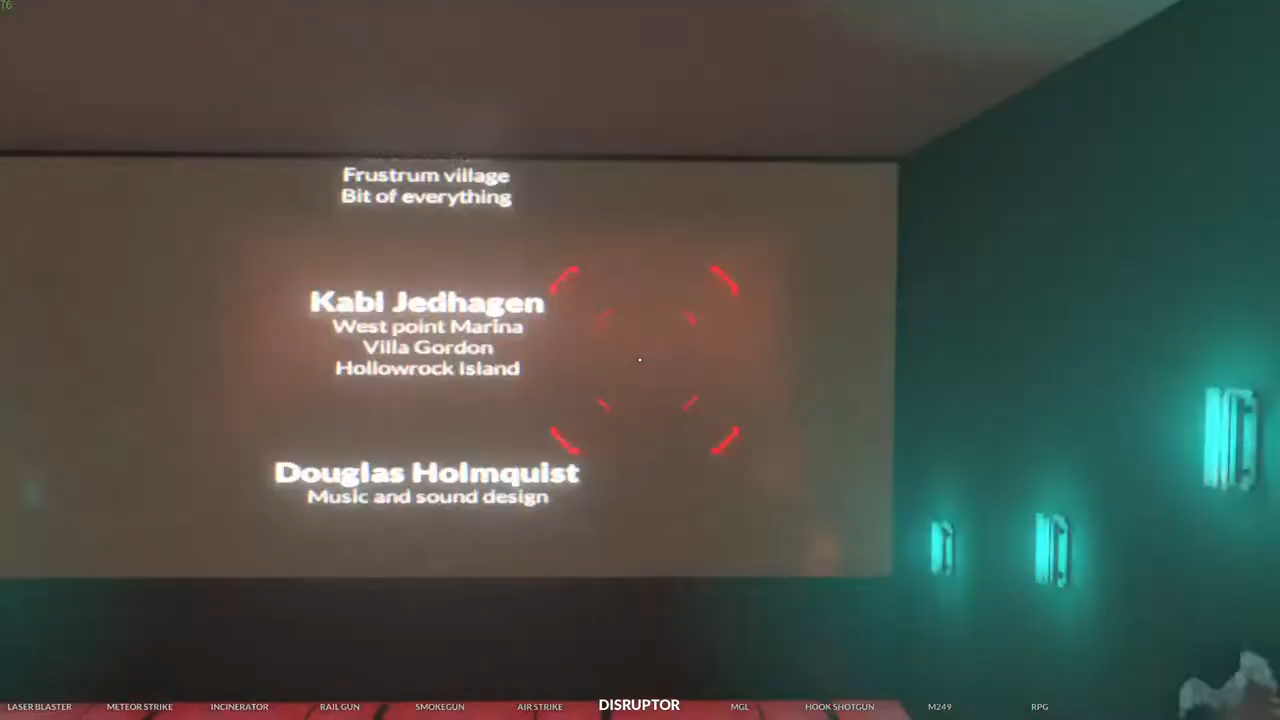 76
Frustrum village
Bit of everything
Kabi Jedhagen
West point Marina
Villa Gordon
Hollowrock Island
Douglas Holmquist
Music and sound design
LASER BLASTER METEOR STRIKE INCINERATOR RAIL GUN SMOKEGUN AIR STRIKE DISRUPTOR MGL HOOK SHOTGUN M249 RPG